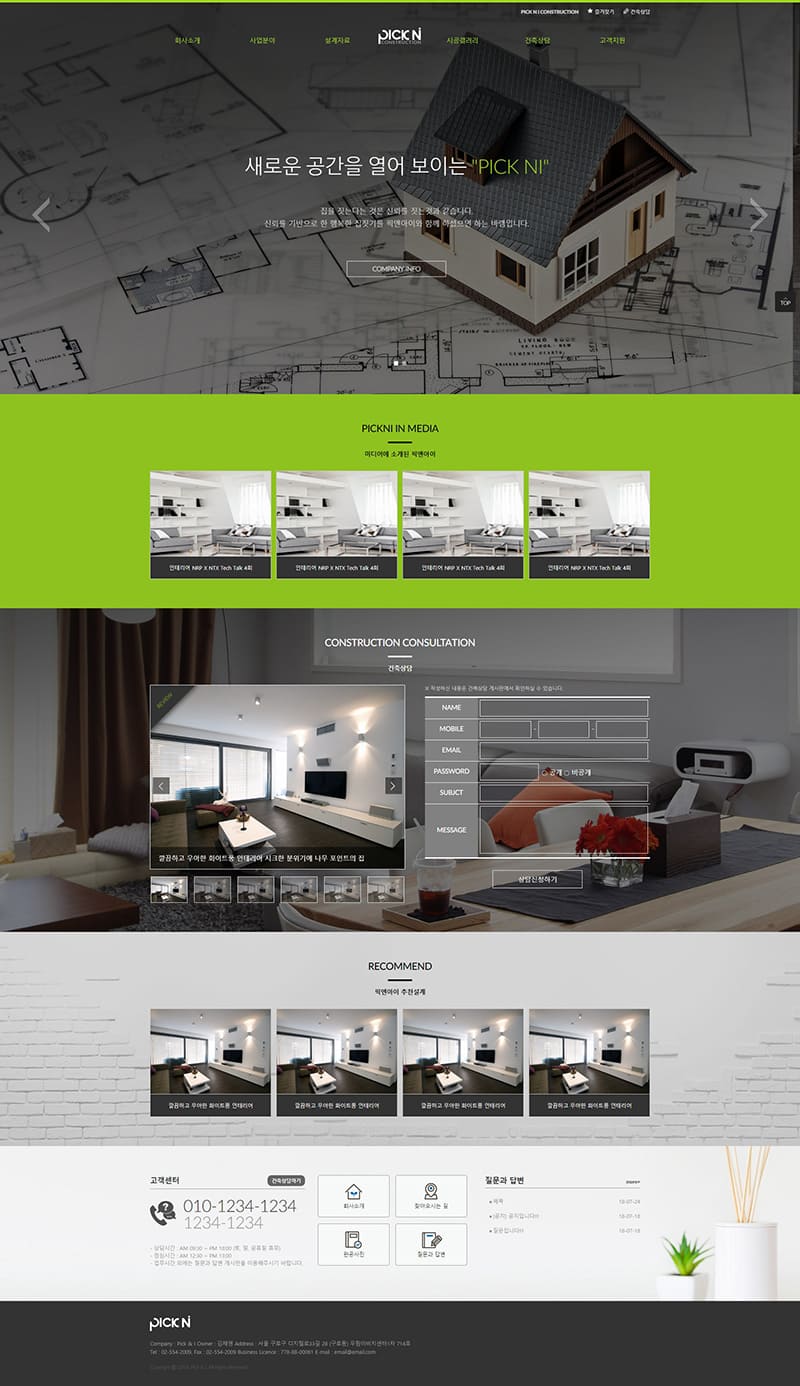 PICK N I CONSTRUCTION ★ 즐겨찾기 건축상담
회사소개 사업분야 설계자료 PICK NI CONSTRUCTION 시공갤러리 건축상담 고객지원
새로운 공간을 열어 보이는 "PICK NI"
집을 짓는다는 것은 신뢰를 짓는것과 같습니다.
신뢰를 기반으로 한 행복한 집짓기를 픽앤아이와 함께 하셨으면 하는 바램입니다.
COMPANY INFO
TOP
LIVING ROOM
PICKNI IN MEDIA
미디어에 소개된 픽앤아이
인테리어 NRP X NTX Tech Talk 4회
인테리어 NRP X NTX Tech Talk 4회
인테리어 NRP X NTX Tech Talk 4회
인테리어 NRP X NTX Tech Talk 4회
CONSTRUCTION CONSULTATION
건축상담
REVIEW
깔끔하고 우아한 화이트풍 인테리어 시크한 분위기에 나무 포인트의 집
※ 작성하신 내용은 건축상담 게시판에서 확인하실 수 있습니다.
NAME
MOBILE - -
EMAIL
PASSWORD 공개 비공개
SUBJCT
MESSAGE
상담신청하기
RECOMMEND
픽앤아이 추천설계
깔끔하고 우아한 화이트풍 인테리어
깔끔하고 우아한 화이트풍 인테리어
깔끔하고 우아한 화이트풍 인테리어
깔끔하고 우아한 화이트풍 인테리어
고객센터 건축상담하기
010-1234-1234
1234-1234
- 상담시간 : AM 09:30 ~ PM 18:00 (토, 일, 공휴일 휴무)
- 점심시간 : AM 12:30 ~ PM 13:00
- 업무시간 외에는 질문과 답변 게시판을 이용해주시기 바랍니다.
회사소개
찾아오시는 길
완공사진
질문과 답변
질문과 답변 more+
제목 18-07-24
[공지] 공지입니다!! 18-07-18
질문입니다!! 18-07-18
PICK NI
Company : Pick & I Owner : 김재영 Address : 서울 구로구 디지털로33길 28 (구로동) 우림이비지센터1차 714호
Tel : 02-554-2009, Fax : 02-554-2009 Business Licence : 778-88-00081 E-mail : email@email.com